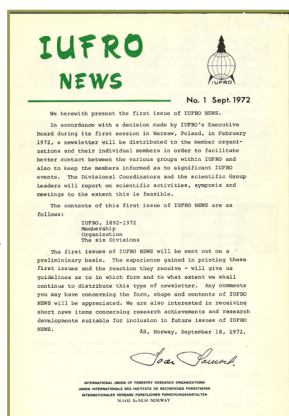 IUFRO
NEWS
IUFRO
No. 1 Sept. 1972
We herewith present the first issue of IUFRO NEWS.
In accordance with a decision made by IUFRO's Executive
Board during its first session in Warsaw, Poland, in February
1972, a newsletter will be distributed to the member organi-
zations and their individual members in order to facilitate
better contact between the various groups within IUFRO and
also to keep the members informed as to significant IUFRO
events. The Divisional Coordinators and the scientific Group
Leaders will report on scientific activities, symposia and
meetings to the extent this is feasible.
The contents of this first issue of IUFRO NEWS are as
follows:
IUFRO, 1892-1972
Membership
Organization
The six Divisions
The first issues of IUFRO NEWS will be sent out on a
preliminary basis. The experience gained in printing these
first issues and the reaction they receive - will give us
guidelines as to in which form and to what extent we shall
continue to distribute this type of newsletter. Any comments
you may have concerning the form, shape and contents of IUFRO
NEWS will be appreciated. We are also interested in receiving
short news items concerning research achievements and research
developments suitable for inclusion in future issues of IUFRO
NEWS.
Ås, Norway, September 18, 1972.
INTERNATIONAL UNION OF FORESTRY RESEARCH ORGANIZATIONS
UNION INTERNATIONALE DES INSTITUTS DE RECHERCHES FORESTIERES
INTERNATIONALER VERBAND FORSTLICHER FORSCHUNGSANSTALTEN
N-1432 Ås-NLH NORWAY